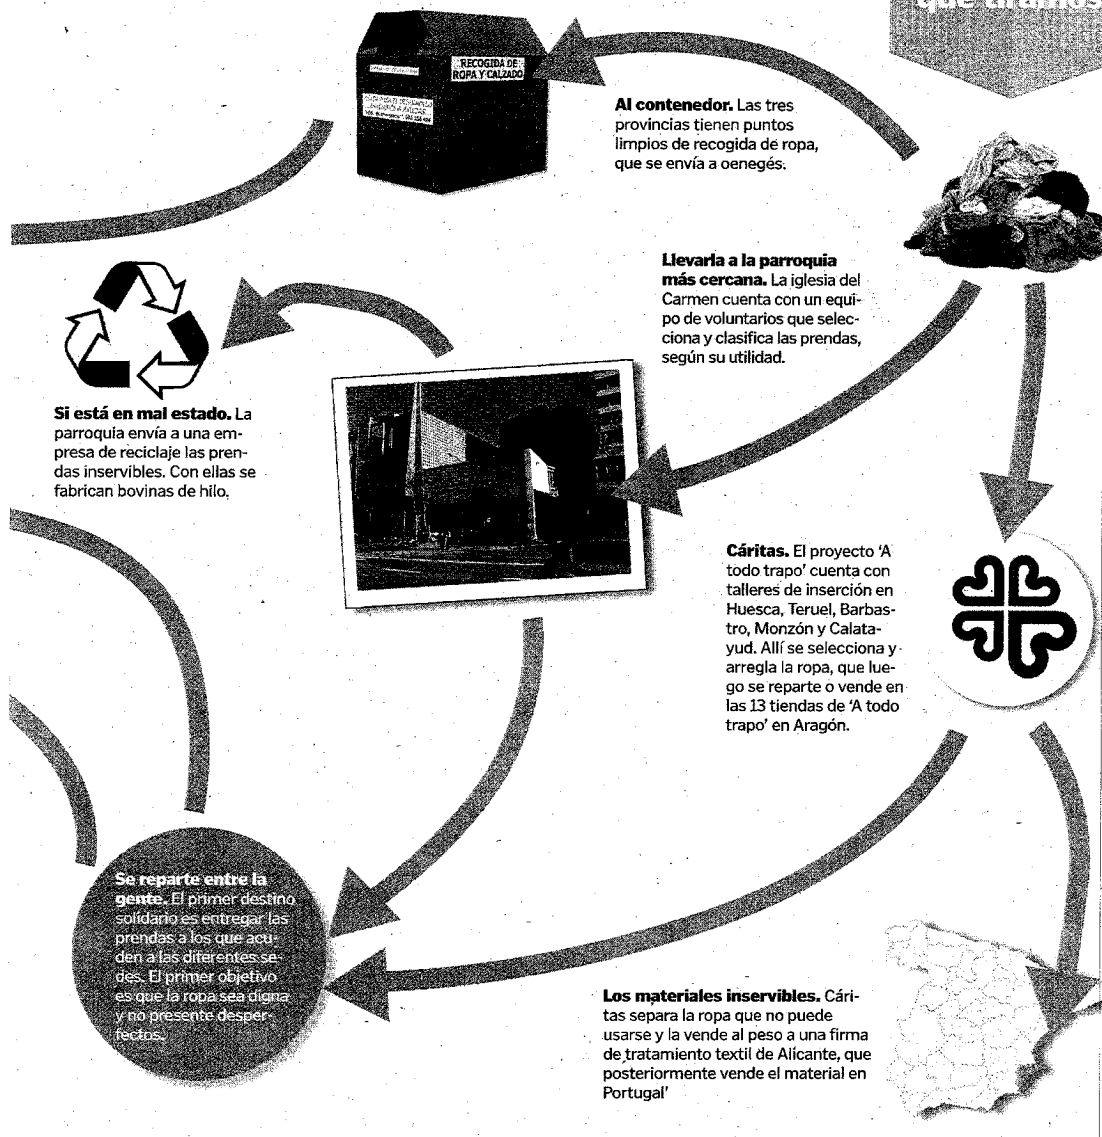 que tiramos
RECOGIDA DE
ROPA Y CALZADO
Al contenedor. Las tres
provincias tienen puntos
limpios de recogida de ropa,
que se envía a oenegés.
Llevarla a la parroquia
más cercana. La iglesia del
Carmen cuenta con un equi-
po de voluntarios que selec-
ciona y clasifica las prendas,
según su utilidad.
Si está en mal estado. La
parroquia envía a una em-
presa de reciclaje las pren-
das inservibles. Con ellas se
fabrican bovinas de hilo.
Cáritas. El proyecto ‘A
todo trapo’ cuenta con
talleres de inserción en
Huesca, Teruel, Barbas-
tro, Monzón y Calata-
yud. Allí se selecciona y
arregla la ropa, que lue-
go se reparte o vende en
las 13 tiendas de ‘A todo
trapo’ en Aragón.
Se reparte entre la
gente. El primer destino
solidario es entregar las
prendas a los que acu-
den a las diferentes se-
des. El primer objetivo
es que la ropa sea digna
y no presente desper-
fectos.
Los materiales inservibles. Cári-
tas separa la ropa que no puede
usarse y la vende al peso a una firma
de tratamiento textil de Alicante, que
posteriormente vende el material en
Portugal’